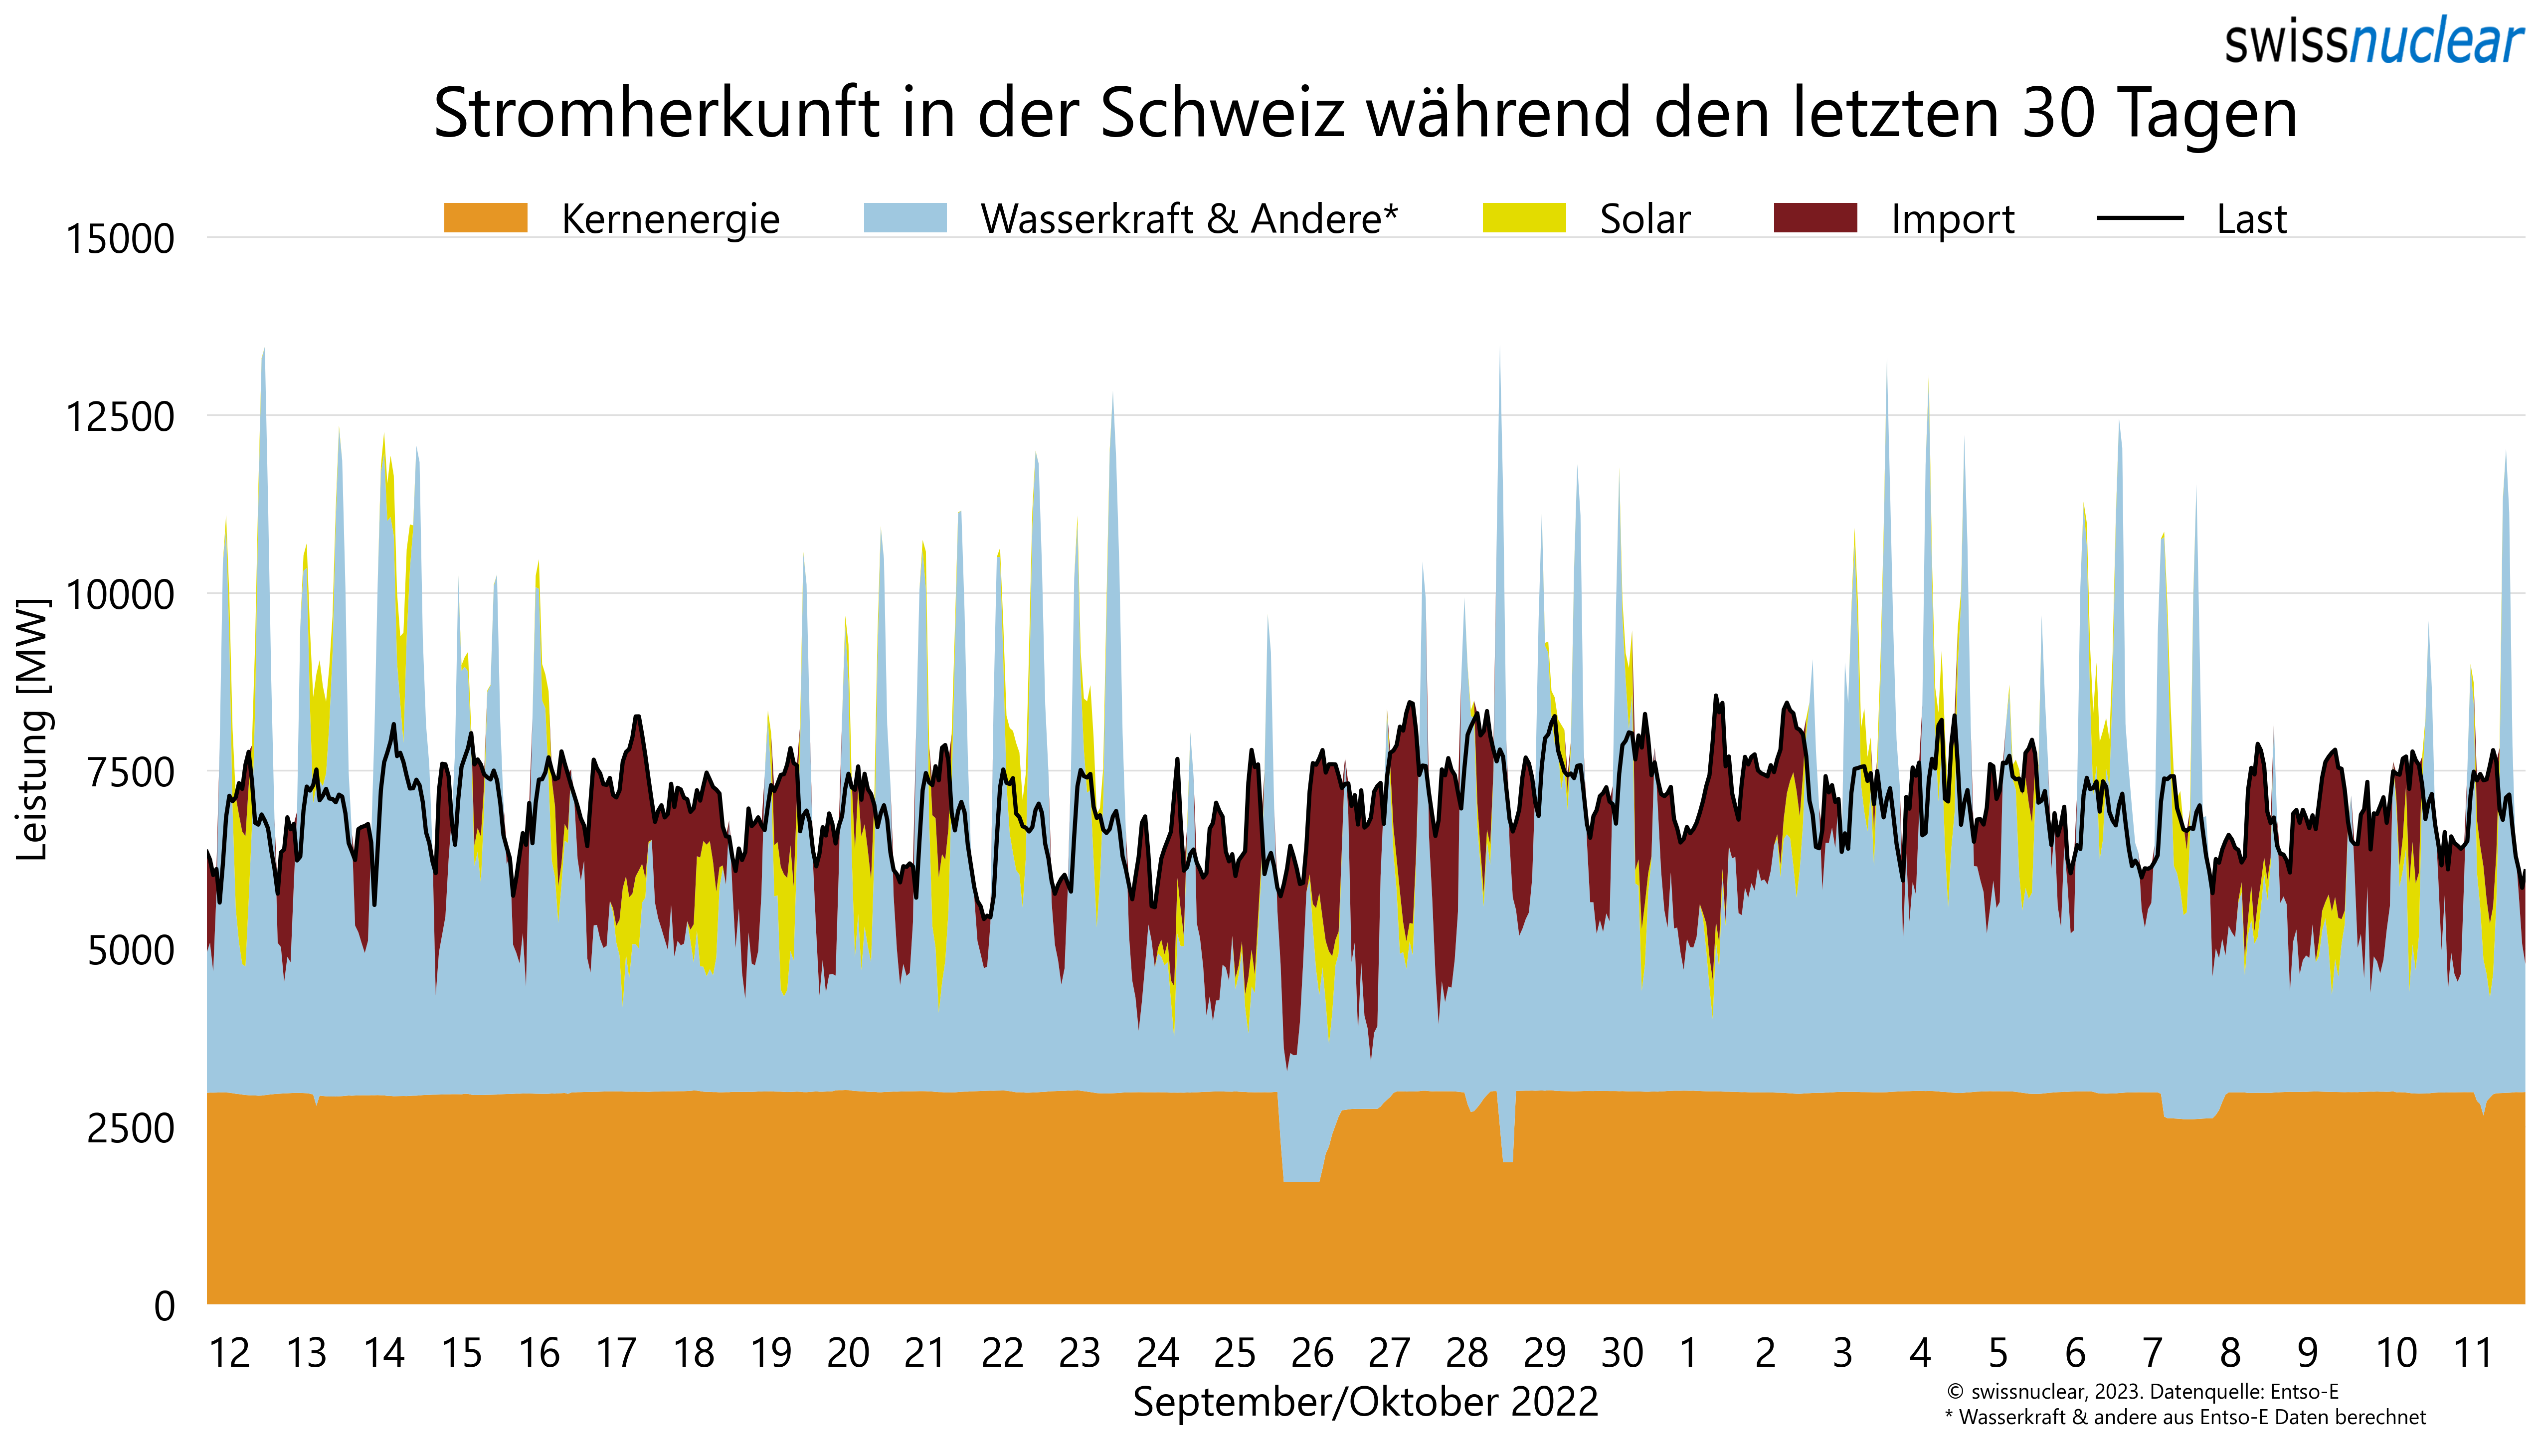 swissnuclear
Stromherkunft in der Schweiz während den letzten 30 Tagen
Kernenergie Wasserkraft & Andere* Solar Import Last
15000
12500
10000
7500
5000
2500
0
Leistung [MW]
12 13 14 15 16 17 18 19 20 21 22 23 24 25 26 27 28 29 30 1 2 3 4 5 6 7 8 9 10 11
September/Oktober 2022
© swissnuclear, 2023. Datenquelle: Entso-E
* Wasserkraft & andere aus Entso-E Daten berechnet